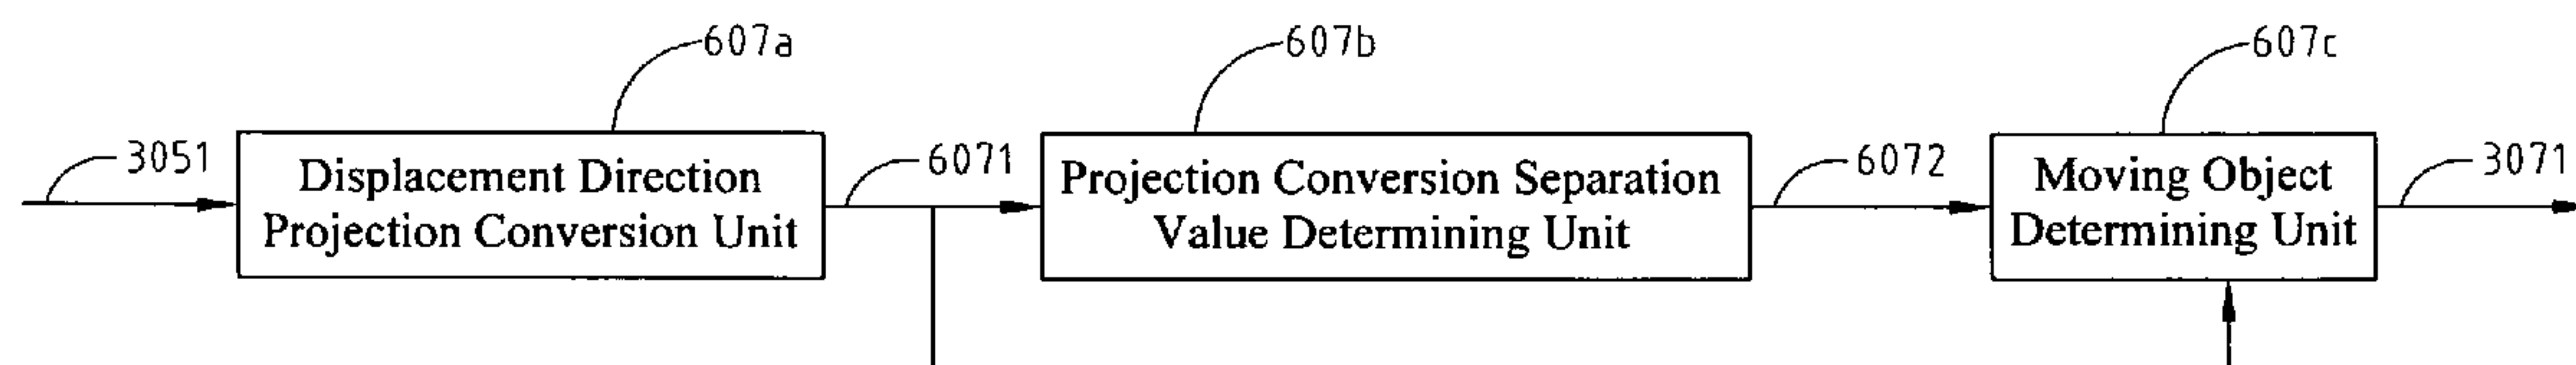 607a
607b
607c
3051
Displacement Direction
Projection Conversion Unit
6071
Projection Conversion Separation
Value Determining Unit
6072
Moving Object
Determining Unit
3071